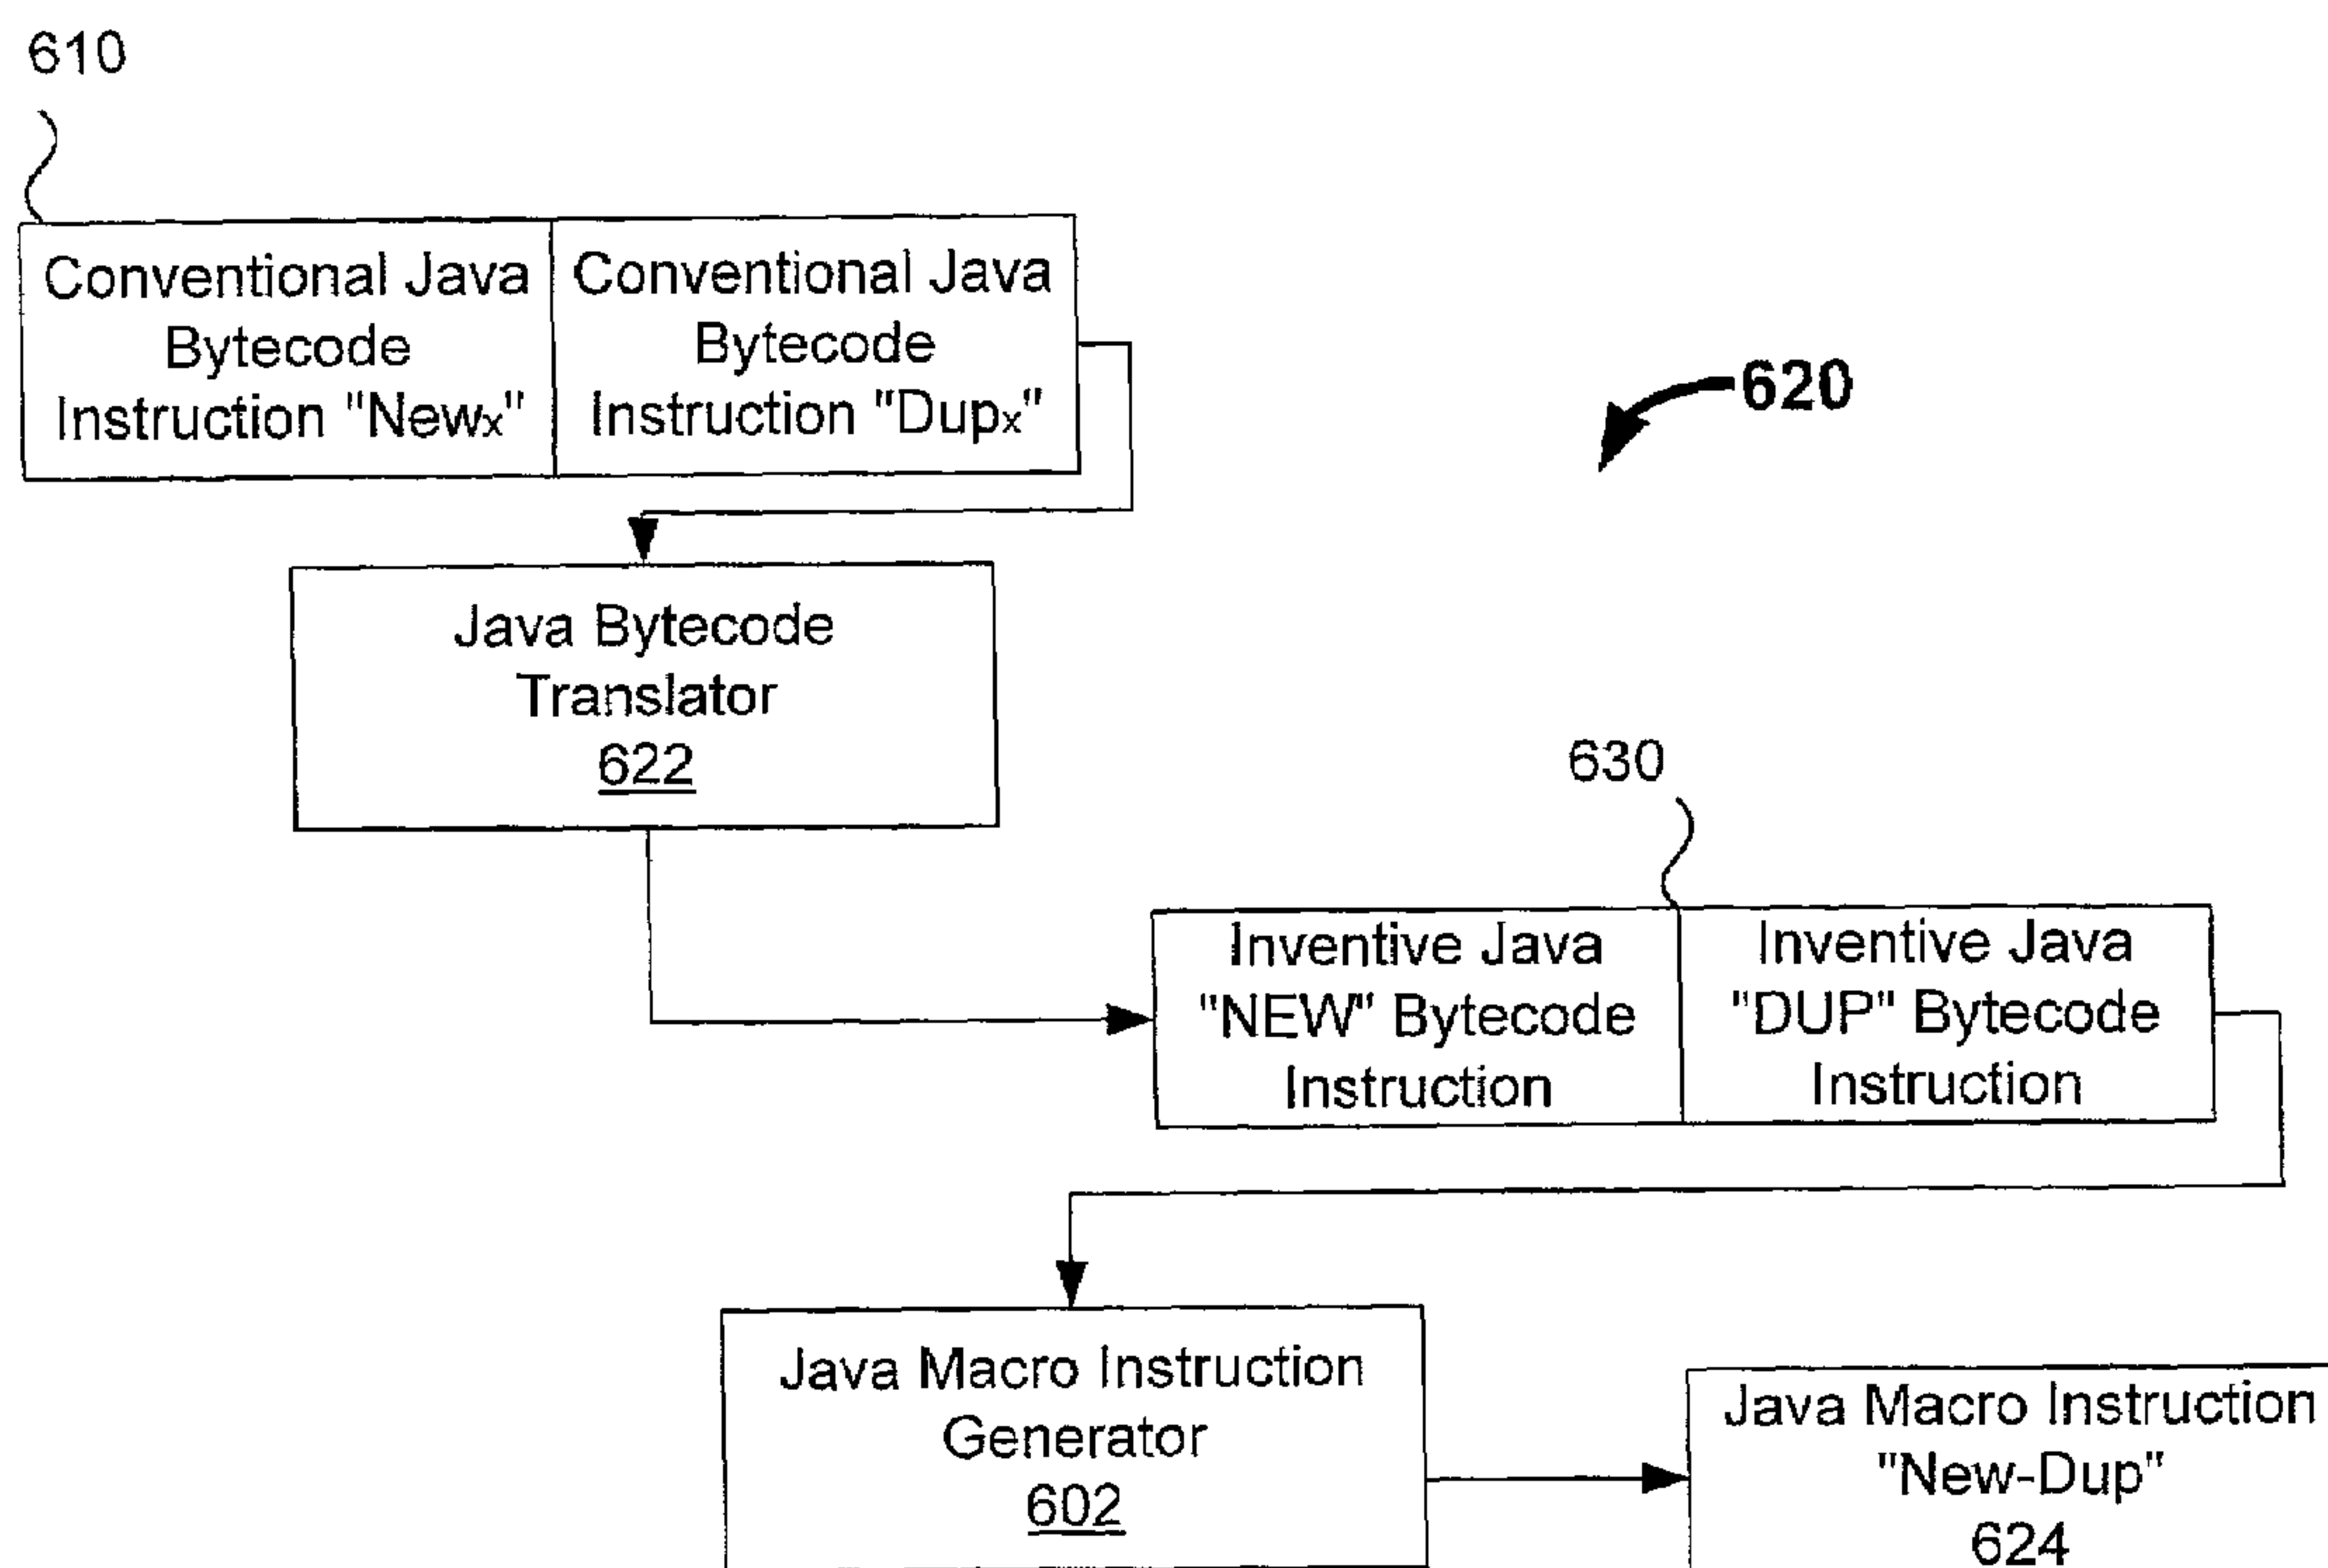 610
Conventional Java
Bytecode
Instruction "Newx"
Conventional Java
Bytecode
Instruction "Dupx"
620
Java Bytecode
Translator
622
630
Inventive Java
"NEW" Bytecode
Instruction
Inventive Java
"DUP" Bytecode
Instruction
Java Macro Instruction
Generator
602
Java Macro Instruction
"New-Dup"
624